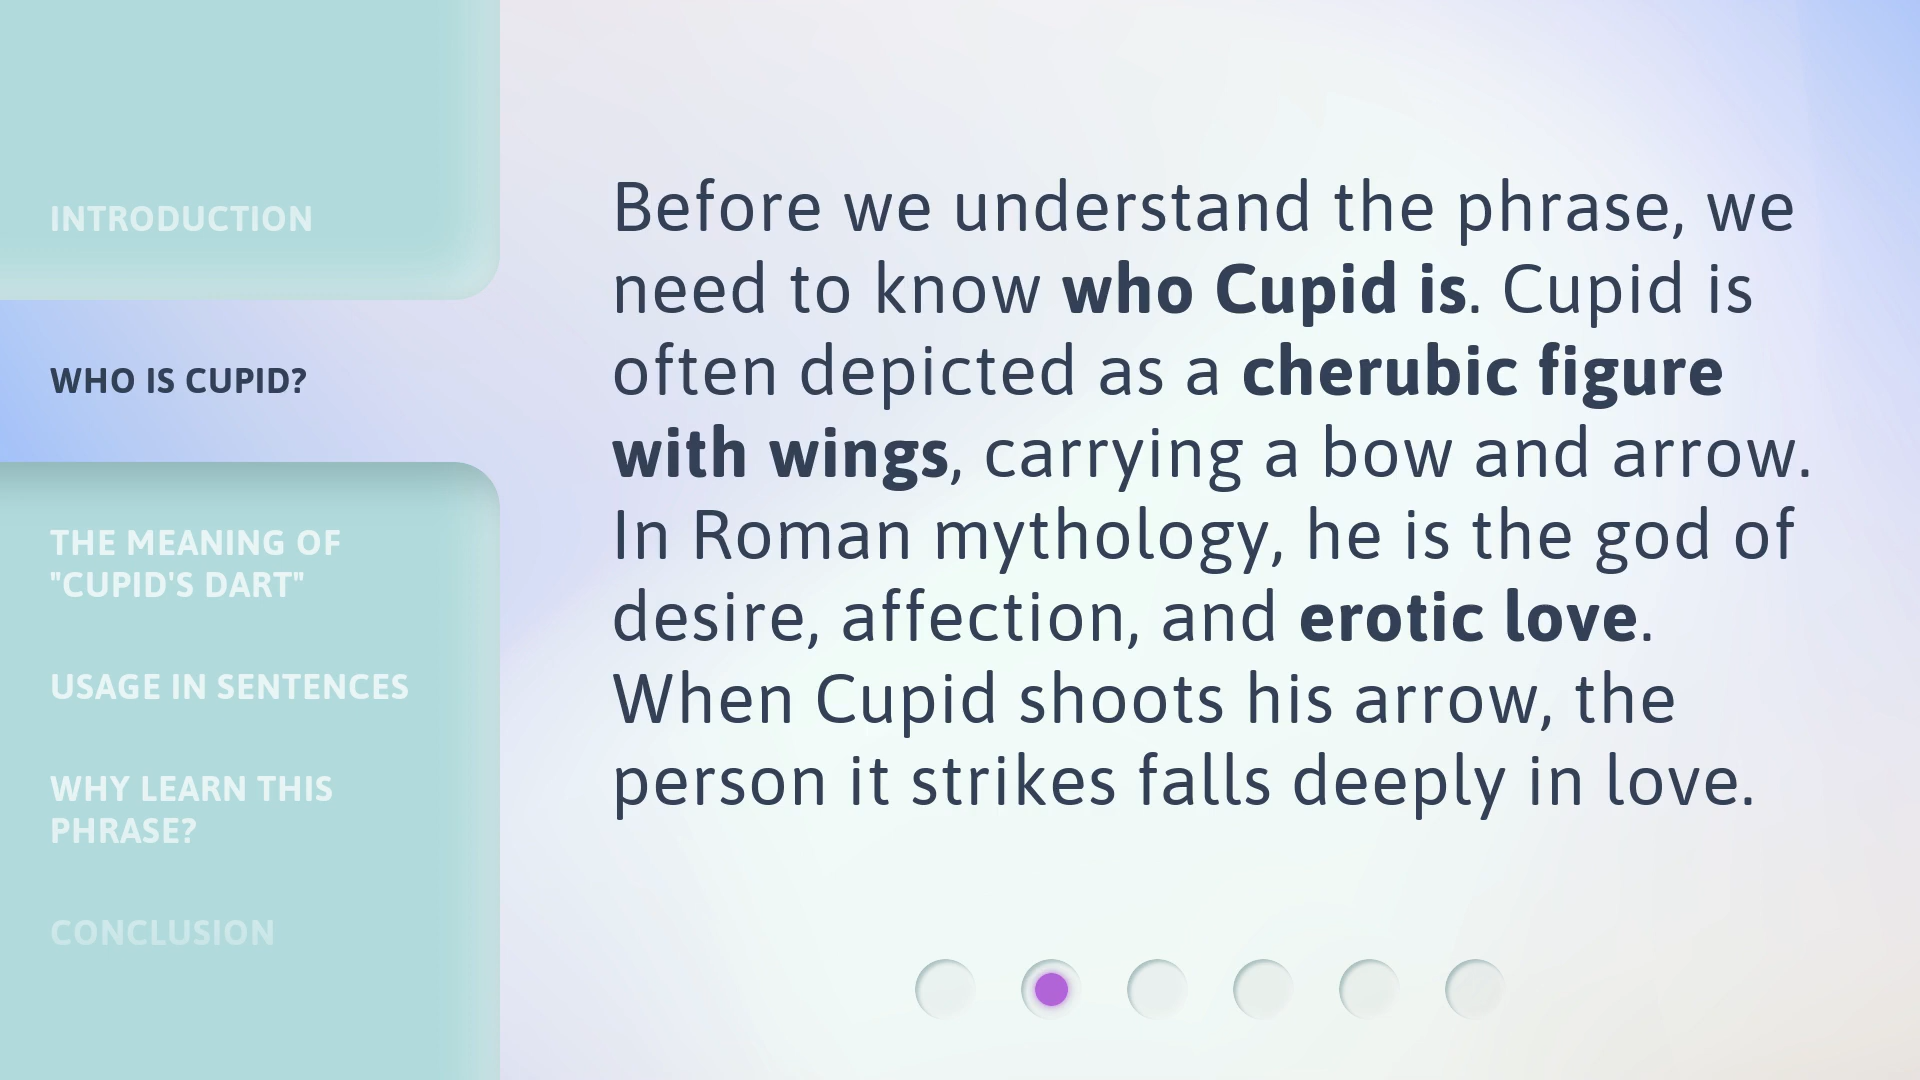 INTRODUCTION
WHO IS CUPID?
THE MEANING OF
"CUPID'S DART"
USAGE IN SENTENCES
WHY LEARN THIS
PHRASE?
CONCLUSION
Before we understand the phrase, we
need to know who Cupid is. Cupid is
often depicted as a cherubic figure
with wings, carrying a bow and arrow.
In Roman mythology, he is the god of
desire, affection, and erotic love.
When Cupid shoots his arrow, the
person it strikes falls deeply in love.